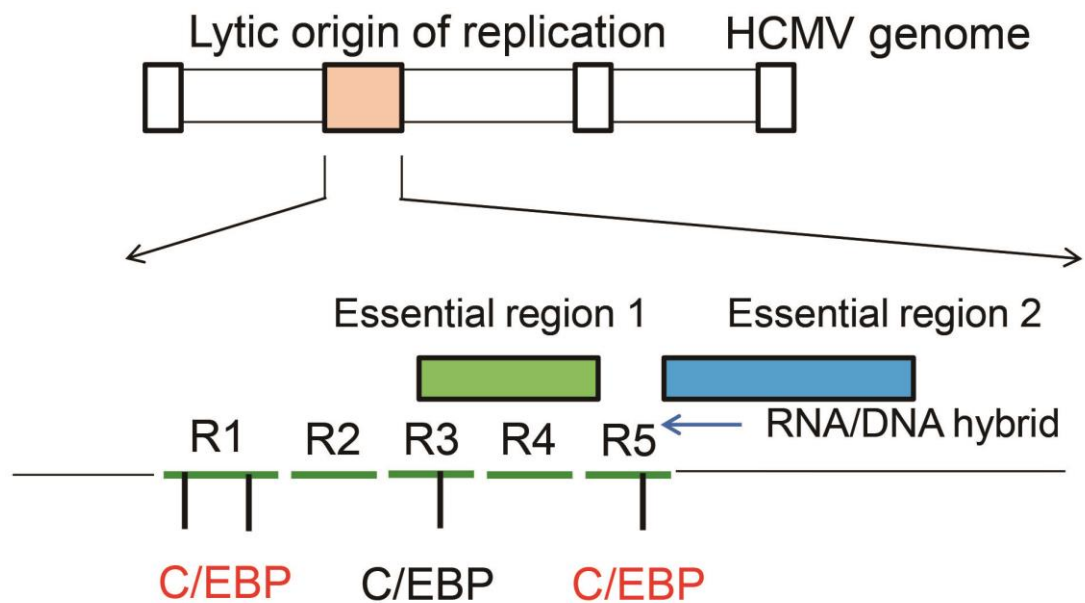 Lytic origin of replication HCMV genome
Essential region 1 Essential region 2
R1 R2 R3 R4 R5 RNA/DNA hybrid
C/EBP C/EBP C/EBP